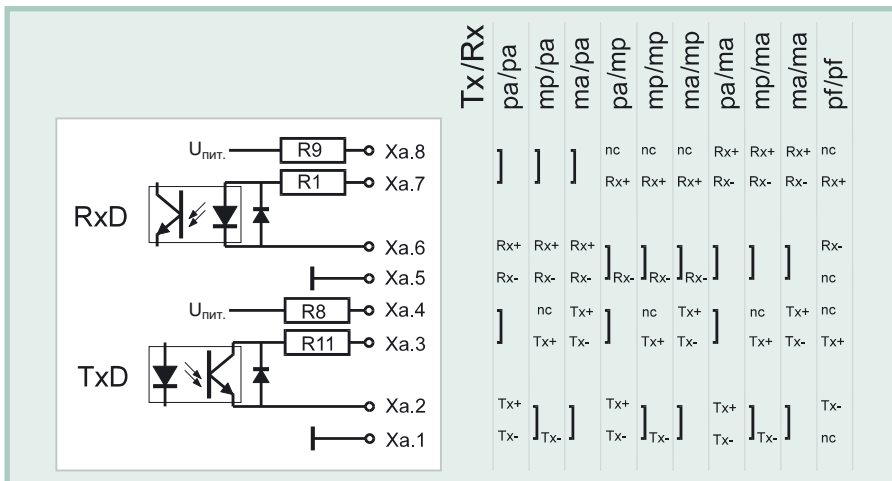 Tx/Rx pa/pa mp/pa ma/pa pa/mp mp/mp ma/mp pa/ma mp/ma ma/ma pf/pf
Uпит. R9 Xa.8 nc nc nc Rx+ Rx+ Rx+ nc
R1 Xa.7 Rx+ Rx+ Rx+ Rx- Rx- Rx- Rx+
RxD
Xa.6 Rx+ Rx+ Rx+ Rx-
Xa.5 Rx- Rx- Rx- Rx- Rx- Rx- nc
Uпит. R8 Xa.4 nc Tx+ nc Tx+ nc Tx+ nc
R11 Xa.3 Tx+ Tx- Tx+ Tx- Tx+ Tx- Tx+
TxD
Xa.2 Tx+ Tx+ Tx+ Tx-
Xa.1 Tx- Tx- Tx- Tx- Tx- Tx- nc